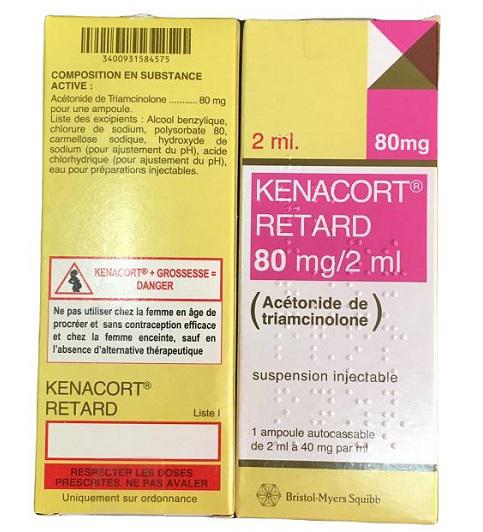 3400931584575
COMPOSITION EN SUBSTANCE
ACTIVE :
Acétonide de Triamcinolone ........... 80 mg
pour une ampoule.
Liste des excipients : Alcool benzylique,
chlorure de sodium, polysorbate 80,
carmellose sodique, hydroxyde de
sodium (pour ajustement du pH), acide
chlorhydrique (pour ajustement du pH),
eau pour préparations injectables.
KENACORT® + GROSSESSE =
DANGER
Ne pas utiliser chez la femme en âge de
procréer et sans contraception efficace
et chez la femme enceinte, sauf en
l'absence d'alternative thérapeutique
KENACORT®
RETARD
Liste I
RESPECTER LES DOSES
PRESCRITES. NE PAS AVALER
Uniquement sur ordonnance
2 ml.
80mg
KENACORT®
RETARD
80 mg/2 ml
(Acétonide de
triamcinolone)
suspension injectable
1 ampoule autocassable
de 2 ml à 40 mg par ml
Bristol-Myers Squibb